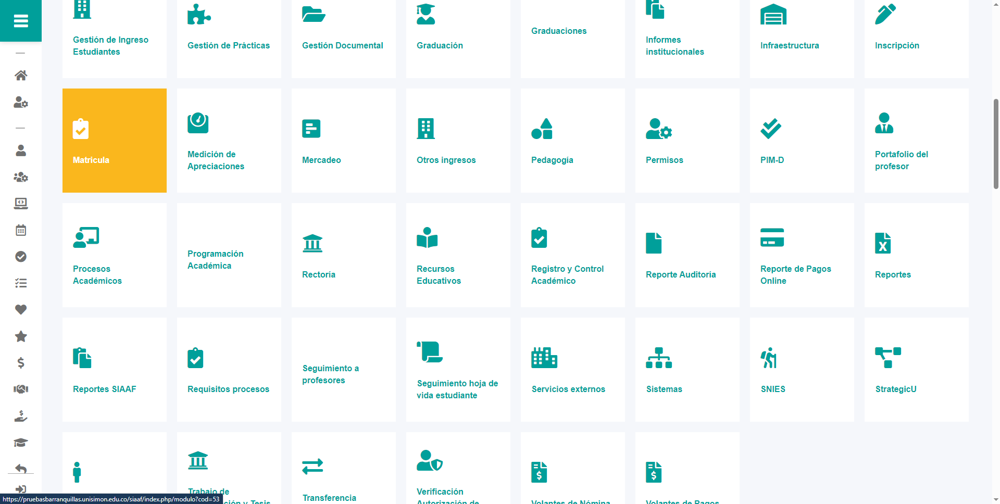 Gestión de Ingreso
Estudiantes
Gestión de Prácticas
Gestión Documental
Graduación
Graduaciones
Informes
institucionales
Infraestructura
Inscripción
Matricula
Medición de
Apreciaciones
Mercadeo
Otros ingresos
Pedagogía
Permisos
PIM-D
Portafolio del
profesor
Procesos
Académicos
Programación
Académica
Rectoría
Recursos
Educativos
Registro y Control
Académico
Reporte Auditoría
Reporte de Pagos
Online
Reportes
Reportes SIAAF
Requisitos procesos
Seguimiento a
profesores
Seguimiento hoja de
vida estudiante
Servicios externos
Sistemas
SNIES
StrategicU
Trabajo de
y Tesis
Transferencia
Verificación
Autorización de
Volantes de Nómina
Volantes de Pagos
https://pruebasbarranquillas.unisimon.edu.co/siaaf/index.php/modulo?cod=53